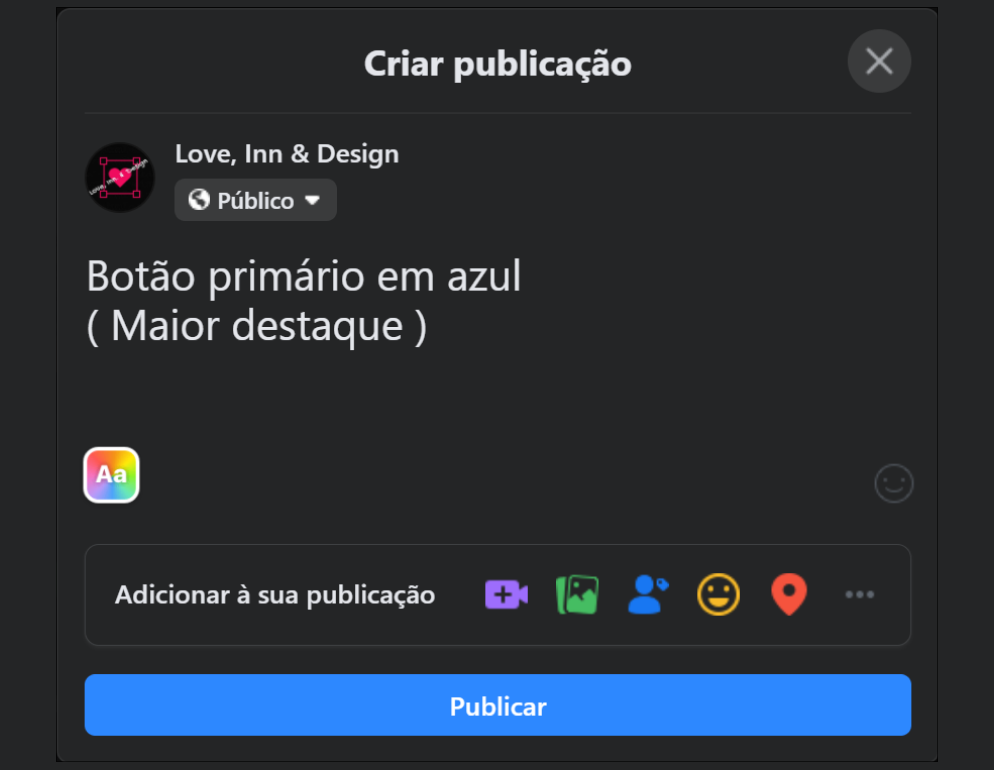 Criar publicação
Love, Inn & Design
Público
Botão primário em azul
( Maior destaque )
Aa
Adicionar à sua publicação
Publicar